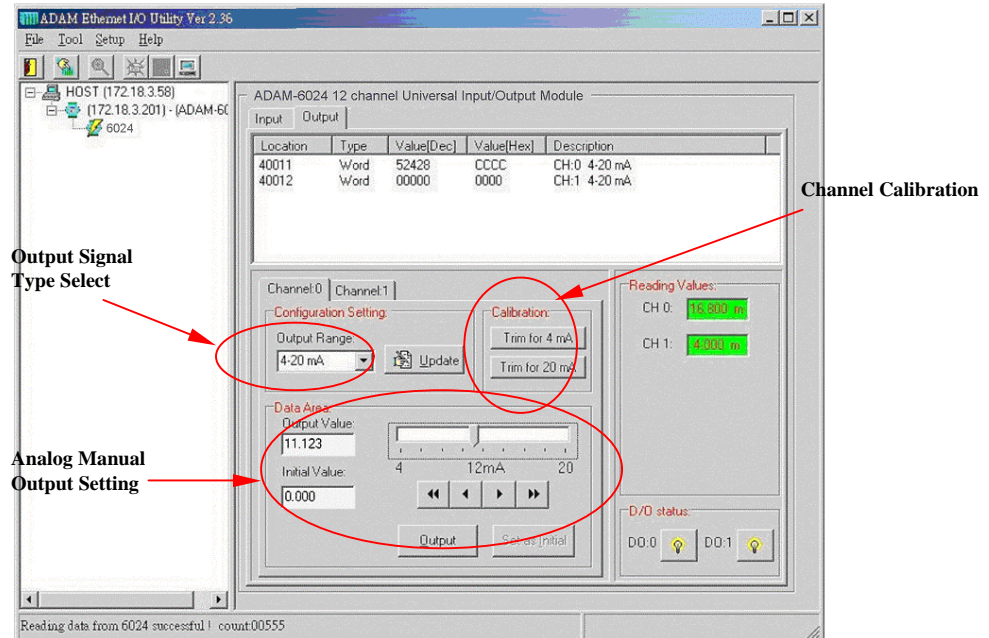 ADAM Ethernet I/O Utility Ver 2.36
File Tool Setup Help
HOST (172.18.3.58)
(172.18.3.201) - (ADAM-60
6024
ADAM-6024 12 channel Universal Input/Output Module
Input Output
Location Type Value[Dec] Value[Hex] Description
40011 Word 52428 CCCC CH:0 4-20 mA
40012 Word 00000 0000 CH:1 4-20 mA
Channel Calibration
Output Signal
Type Select
Channel:0 Channel:1
Configuration Setting:
Output Range:
4-20 mA
Update
Calibration:
Trim for 4 mA
Trim for 20 mA
Reading Values:
CH 0: 16.800 m
CH 1: 4.000 m
Data Area:
Output Value:
11.123
4 12mA 20
Initial Value:
0.000
Analog Manual
Output Setting
Output
Set as Initial
D/O status:
DO:0 DO:1
Reading data from 6024 successful ! count:00555